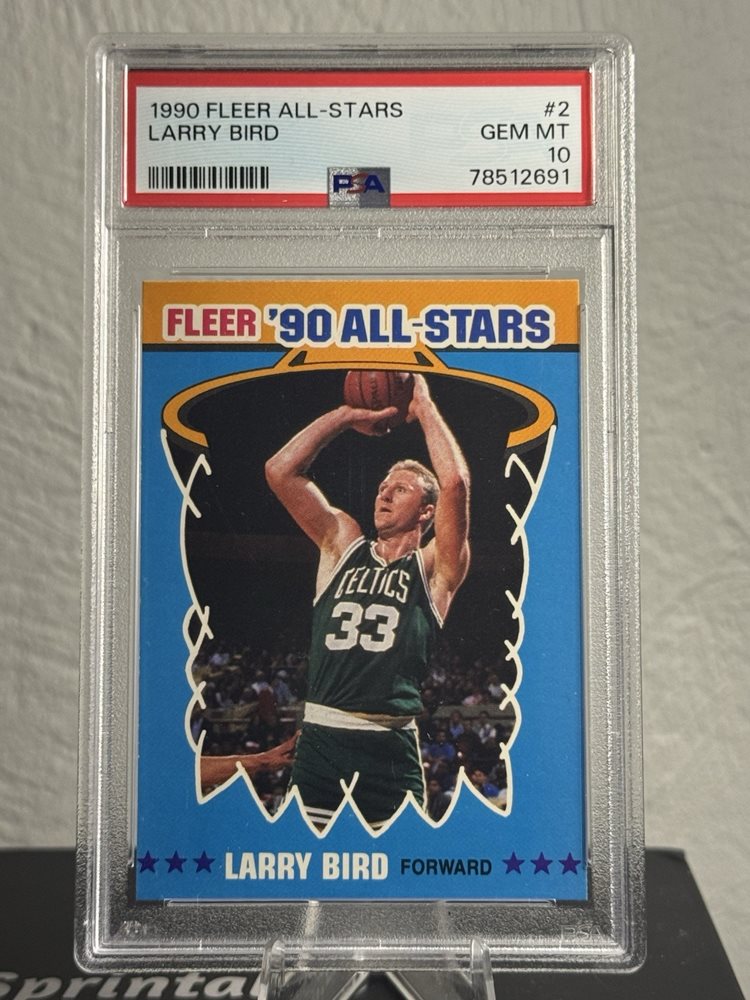 1990 FLEER ALL-STARS #2
LARRY BIRD GEM MT
10
PSA 78512691
FLEER '90 ALL-STARS
CELTICS
33
LARRY BIRD FORWARD
PSA